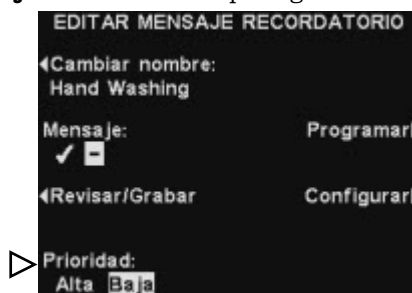 EDITAR MENSAJE RECORDATORIO
Cambiar nombre:
Hand Washing
Mensaje: Programar
✓ –
Revisar/Grabar Configurar
Prioridad:
Alta Baja